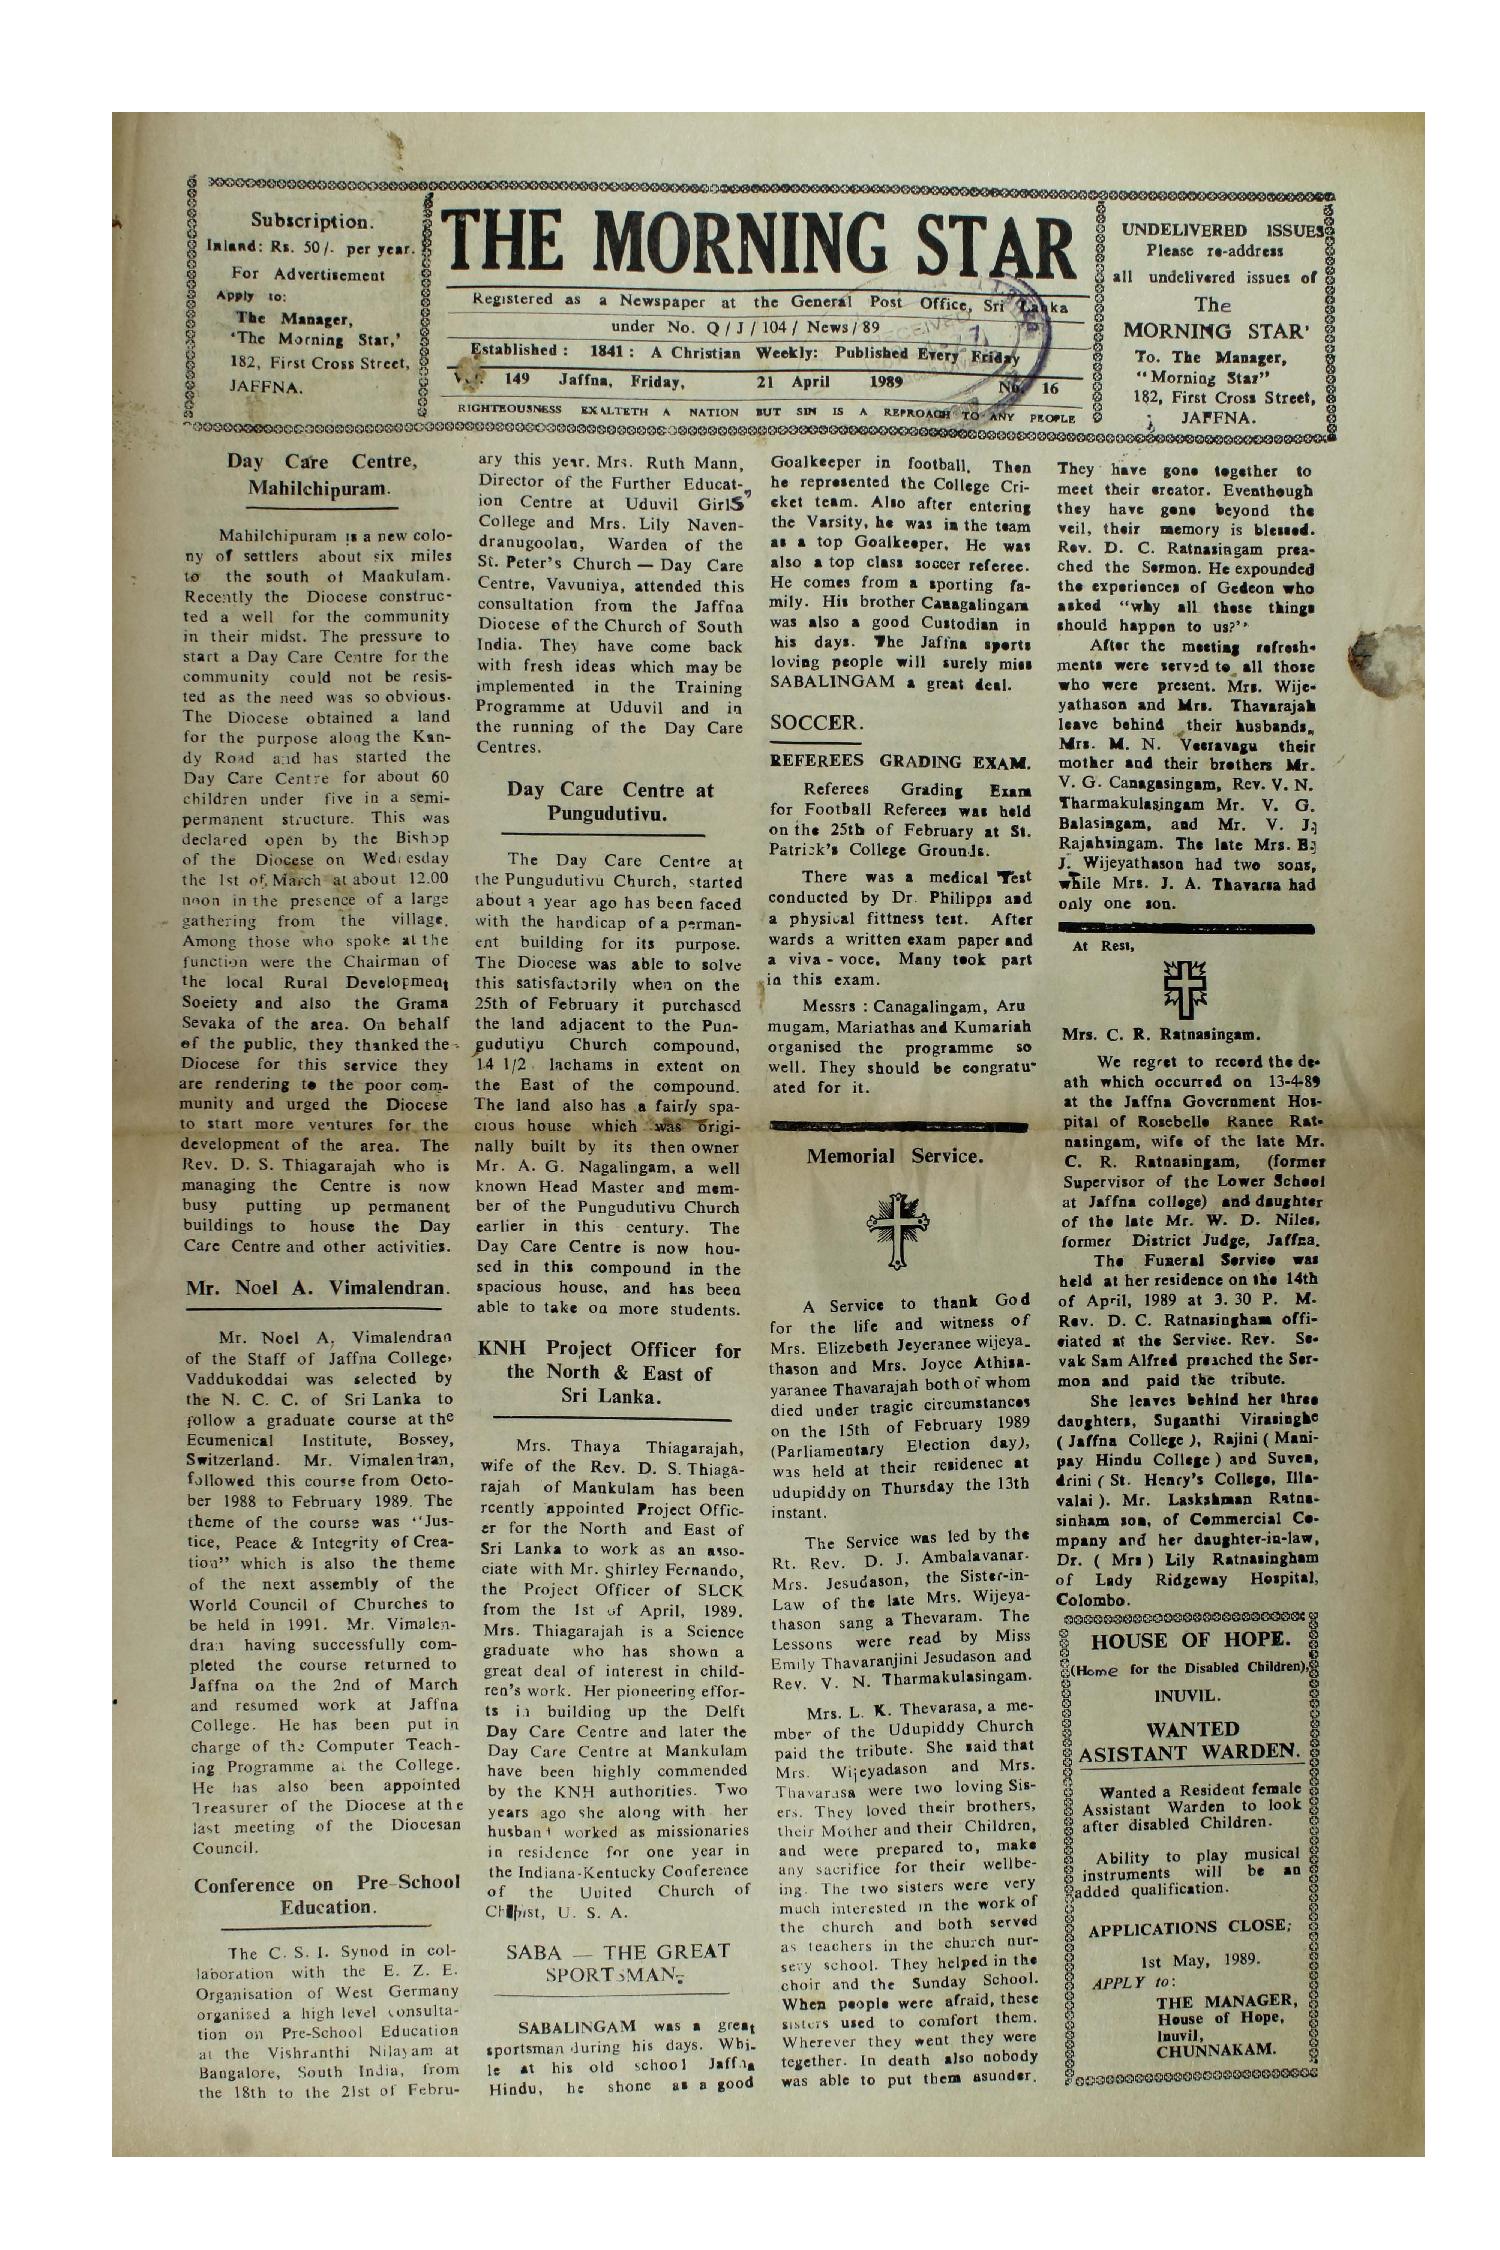 Subscription.
Inland: Rs. 50/- per year.
For Advertisement
Apply to:
The Manager,
'The Morning Star,'
182, First Cross Street,
JAFFNA.
THE MORNING STAR
Registered as a Newspaper at the General Post Office, Sri Lanka
under No. Q / J / 104 / News / 89
Established : 1841 : A Christian Weekly: Published Every Friday
Vol. 149 Jaffna, Friday, 21 April 1989 No. 16
RIGHTEOUSNESS EXALTETH A NATION BUT SIN IS A REPROACH TO ANY PEOPLE
UNDELIVERED ISSUES
Please re-address
all undelivered issues of
The
MORNING STAR'
To. The Manager,
"Morning Star"
182, First Cross Street,
JAFFNA.
Day Care Centre,
Mahilchipuram.
Mahilchipuram is a new colo-
ny of settlers about six miles
to the south of Mankulam.
Recently the Diocese construc-
ted a well for the community
in their midst. The pressure to
start a Day Care Centre for the
community could not be resis-
ted as the need was so obvious.
The Diocese obtained a land
for the purpose along the Kan-
dy Road and has started the
Day Care Centre for about 60
children under five in a semi-
permanent structure. This was
declared open by the Bishop
of the Diocese on Wednesday
the 1st of March at about 12.00
noon in the presence of a large
gathering from the village.
Among those who spoke at the
function were the Chairman of
the local Rural Development
Soeiety and also the Grama
Sevaka of the area. On behalf
of the public, they thanked the
Diocese for this service they
are rendering to the poor com-
munity and urged the Diocese
to start more ventures for the
development of the area. The
Rev. D. S. Thiagarajah who is
managing the Centre is now
busy putting up permanent
buildings to house the Day
Care Centre and other activities.
Mr. Noel A. Vimalendran.
Mr. Noel A. Vimalendran
of the Staff of Jaffna College,
Vaddukoddai was selected by
the N. C. C. of Sri Lanka to
follow a graduate course at the
Ecumenical Institute, Bossey,
Switzerland. Mr. Vimalendran,
followed this course from Octo-
ber 1988 to February 1989. The
theme of the course was "Jus-
tice, Peace & Integrity of Crea-
tion" which is also the theme
of the next assembly of the
World Council of Churches to
be held in 1991. Mr. Vimalen-
dran having successfully com-
pleted the course returned to
Jaffna on the 2nd of March
and resumed work at Jaffna
College. He has been put in
charge of the Computer Teach-
ing Programme at the College.
He has also been appointed
Treasurer of the Diocese at the
last meeting of the Diocesan
Council.
Conference on Pre-School
Education.
The C. S. I. Synod in col-
laboration with the E. Z. E.
Organisation of West Germany
organised a high level consulta-
tion on Pre-School Education
at the Vishranthi Nilayam at
Bangalore, South India, from
the 18th to the 21st of Febru-
ary this year. Mrs. Ruth Mann,
Director of the Further Educat-
ion Centre at Uduvil Girls'
College and Mrs. Lily Naven-
dranugoolan, Warden of the
St. Peter's Church — Day Care
Centre, Vavuniya, attended this
consultation from the Jaffna
Diocese of the Church of South
India. They have come back
with fresh ideas which may be
implemented in the Training
Programme at Uduvil and in
the running of the Day Care
Centres.
Day Care Centre at
Pungudutivu.
The Day Care Centre at
the Pungudutivu Church, started
about a year ago has been faced
with the handicap of a perman-
ent building for its purpose.
The Diocese was able to solve
this satisfactorily when on the
25th of February it purchased
the land adjacent to the Pun-
gudutivu Church compound,
14 1/2 lachams in extent on
the East of the compound.
The land also has a fairly spa-
cious house which was origi-
nally built by its then owner
Mr. A. G. Nagalingam, a well
known Head Master and mem-
ber of the Pungudutivu Church
earlier in this century. The
Day Care Centre is now hou-
sed in this compound in the
spacious house, and has been
able to take on more students.
KNH Project Officer for
the North & East of
Sri Lanka.
Mrs. Thaya Thiagarajah,
wife of the Rev. D. S. Thiaga-
rajah of Mankulam has been
rcently appointed Project Offic-
er for the North and East of
Sri Lanka to work as an asso-
ciate with Mr. Shirley Fernando,
the Project Officer of SLCK
from the 1st of April, 1989.
Mrs. Thiagarajah is a Science
graduate who has shown a
great deal of interest in child-
ren's work. Her pioneering effor-
ts in building up the Delft
Day Care Centre and later the
Day Care Centre at Mankulam
have been highly commended
by the KNH authorities. Two
years ago she along with her
husband worked as missionaries
in residence for one year in
the Indiana-Kentucky Conference
of the United Church of
Christ, U. S. A.
SABA — THE GREAT
SPORTSMAN.
SABALINGAM was a great
sportsman during his days. Whi-
le at his old school Jaffna
Hindu, he shone as a good
Goalkeeper in football. Then
he represented the College Cri-
cket team. Also after entering
the Varsity, he was in the team
as a top Goalkeeper. He was
also a top class soccer referee.
He comes from a sporting fa-
mily. His brother Canagalingam
was also a good Custodian in
his days. The Jaffna sports
loving people will surely miss
SABALINGAM a great deal.
SOCCER.
REFEREES GRADING EXAM.
Referees Grading Exam
for Football Referees was held
on the 25th of February at St.
Patrick's College Grounds.
There was a medical Test
conducted by Dr. Philipps and
a physical fittness test. After
wards a written exam paper and
a viva - voce. Many took part
in this exam.
Messrs : Canagalingam, Aru
mugam, Mariathas and Kumariah
organised the programme so
well. They should be congratu-
ated for it.
Memorial Service.
A Service to thank God
for the life and witness of
Mrs. Elizebeth Jeyeranee wijeya-
thason and Mrs. Joyce Athisa-
yaranee Thavarajah both of whom
died under tragic circumstances
on the 15th of February 1989
(Parliamentary Election day),
was held at their residenec at
udupiddy on Thursday the 13th
instant.
The Service was led by the
Rt. Rev. D. J. Ambalavanar.
Mrs. Jesudason, the Sister-in-
Law of the late Mrs. Wijeya-
thason sang a Thevaram. The
Lessons were read by Miss
Emily Thavaranjini Jesudason and
Rev. V. N. Tharmakulasingam.
Mrs. L. K. Thevarasa, a me-
mber of the Udupiddy Church
paid the tribute. She said that
Mrs. Wijeyadason and Mrs.
Thavarasa were two loving Sis-
ers. They loved their brothers,
their Mother and their Children,
and were prepared to, make
any sacrifice for their wellbe-
ing. The two sisters were very
much interested in the work of
the church and both served
as teachers in the church nur-
sery school. They helped in the
choir and the Sunday School.
When people were afraid, these
sisters used to comfort them.
Wherever they went they were
tegether. In death also nobody
was able to put them asunder.
They have gone together to
meet their creator. Eventhough
they have gone beyond the
veil, their memory is blessed.
Rev. D. C. Ratnasingam prea-
ched the Sermon. He expounded
the experiences of Gedeon who
asked "why all these things
should happen to us?"
After the meeting refresh-
ments were served to all those
who were present. Mrs. Wije-
yathason and Mrs. Thavarajah
leave behind their husbands,
Mrs. M. N. Veeravagu their
mother and their brothers Mr.
V. G. Canagasingam, Rev. V. N.
Tharmakulasingam Mr. V. G.
Balasingam, and Mr. V. J.
Rajahsingam. The late Mrs. B.
J. Wijeyathason had two sons,
while Mrs. J. A. Thavarsa had
only one son.
At Rest,
Mrs. C. R. Ratnasingam.
We regret to record the de-
ath which occurred on 13-4-89
at the Jaffna Government Hos-
pital of Rosebelle Ranee Rat-
nasingam, wife of the late Mr.
C. R. Ratnasingam, (former
Supervisor of the Lower School
at Jaffna college) and daughter
of the late Mr. W. D. Niles,
former District Judge, Jaffna.
The Funeral Service was
held at her residence on the 14th
of April, 1989 at 3. 30 P. M.
Rev. D. C. Ratnasingham offi-
ciated at the Service. Rev. Se-
vak Sam Alfred preached the Ser-
mon and paid the tribute.
She leaves behind her three
daughters, Suganthi Virasinghe
( Jaffna College ), Rajini ( Mani-
pay Hindu College ) and Suven,
drini ( St. Henry's College, Illa-
valai ). Mr. Laskshman Ratna-
sinham son, of Commercial Co-
mpany and her daughter-in-law,
Dr. ( Mrs ) Lily Ratnasingham
of Lady Ridgeway Hospital,
Colombo.
HOUSE OF HOPE.
(Home for the Disabled Children),
INUVIL.
WANTED
ASISTANT WARDEN.
Wanted a Resident female
Assistant Warden to look
after disabled Children.
Ability to play musical
instruments will be an
added qualification.
APPLICATIONS CLOSE;
1st May, 1989.
APPLY to:
THE MANAGER,
House of Hope,
Inuvil,
CHUNNAKAM.